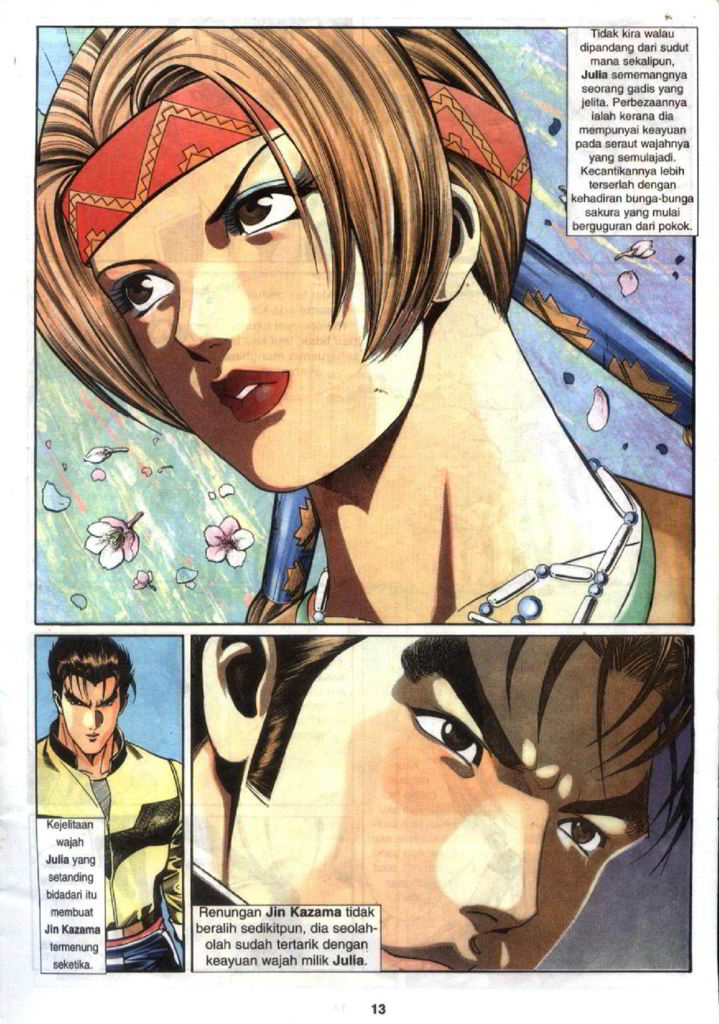 Tidak kira walau
dipandang dari sudut
mana sekalipun,
Julia sememangnya
seorang gadis yang
jelita. Perbezaannya
ialah kerana dia
mempunyai keayuan
pada seraut wajahnya
yang semulajadi.
Kecantikannya lebih
terserlah dengan
kehadiran bunga-bunga
sakura yang mulai
berguguran dari pokok.
Kejelitaan
wajah
Julia yang
setanding
bidadari itu
membuat
Jin Kazama
termenung
seketika.
Renungan Jin Kazama tidak
beralih sedikitpun, dia seolah-
olah sudah tertarik dengan
keayuan wajah milik Julia.
13